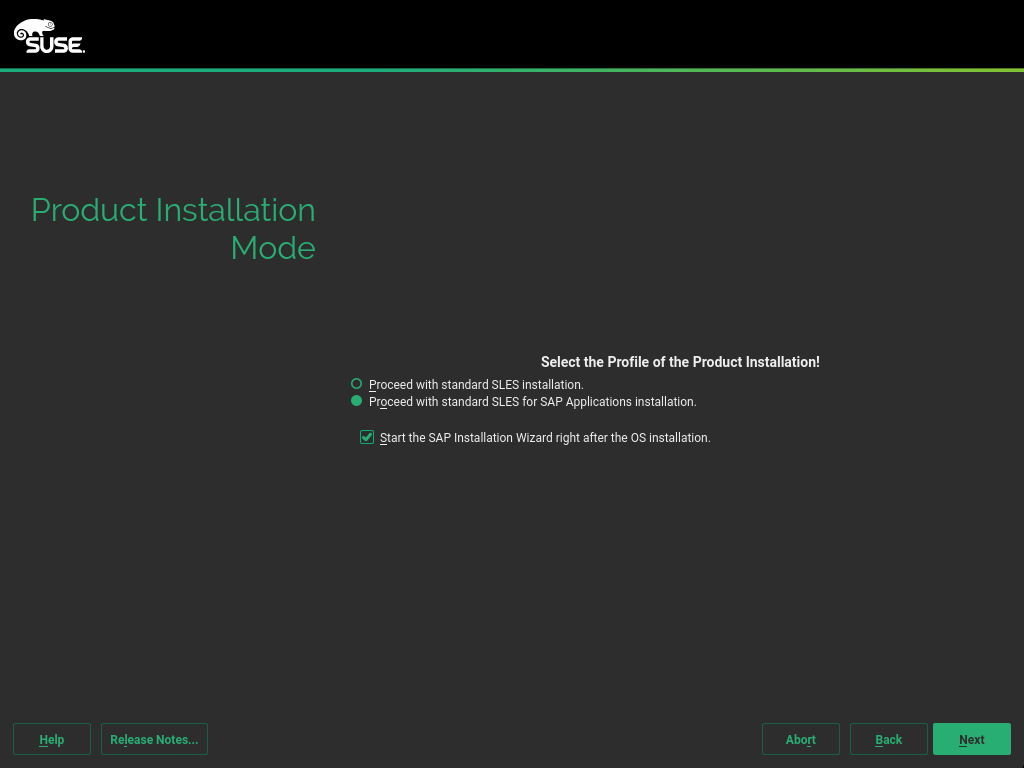 SUSE.
Product Installation
Mode
Select the Profile of the Product Installation!
Proceed with standard SLES installation.
Proceed with standard SLES for SAP Applications installation.
Start the SAP Installation Wizard right after the OS installation.
Help
Release Notes...
Abort
Back
Next